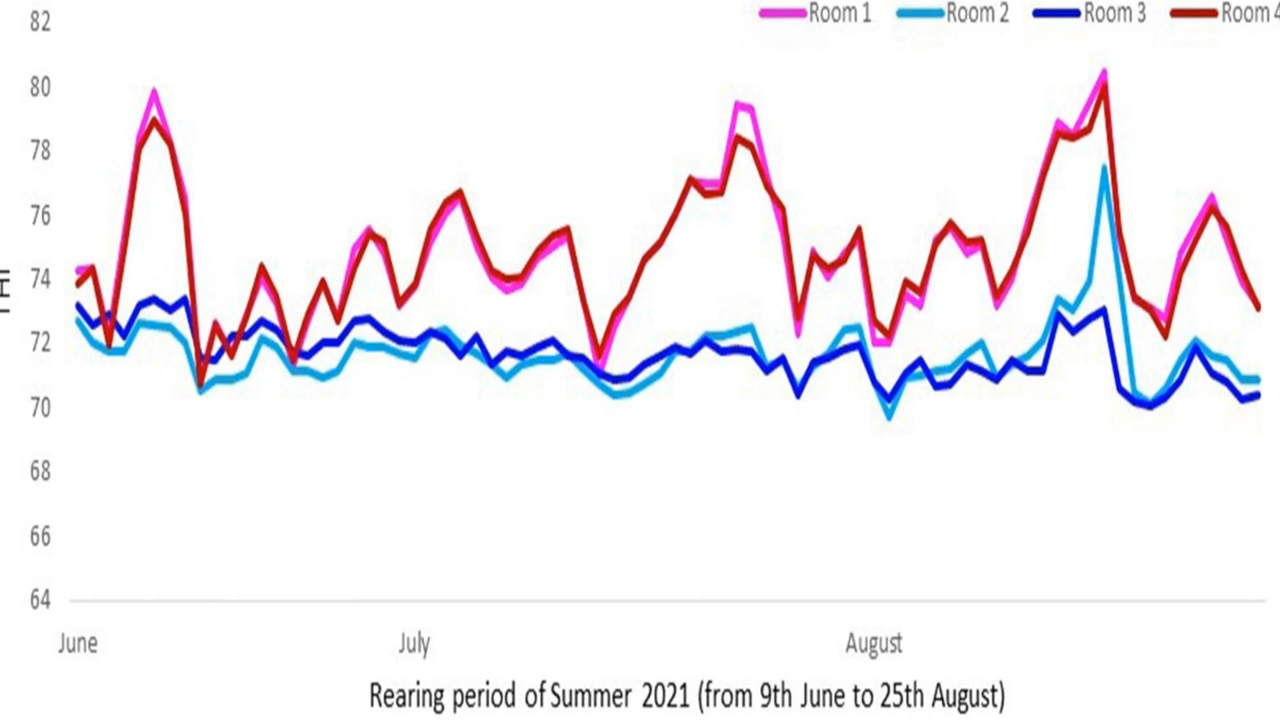 Room 1 Room 2 Room 3 Room 4
82
80
78
76
74
72
70
68
66
64
THI
June July August
Rearing period of Summer 2021 (from 9th June to 25th August)